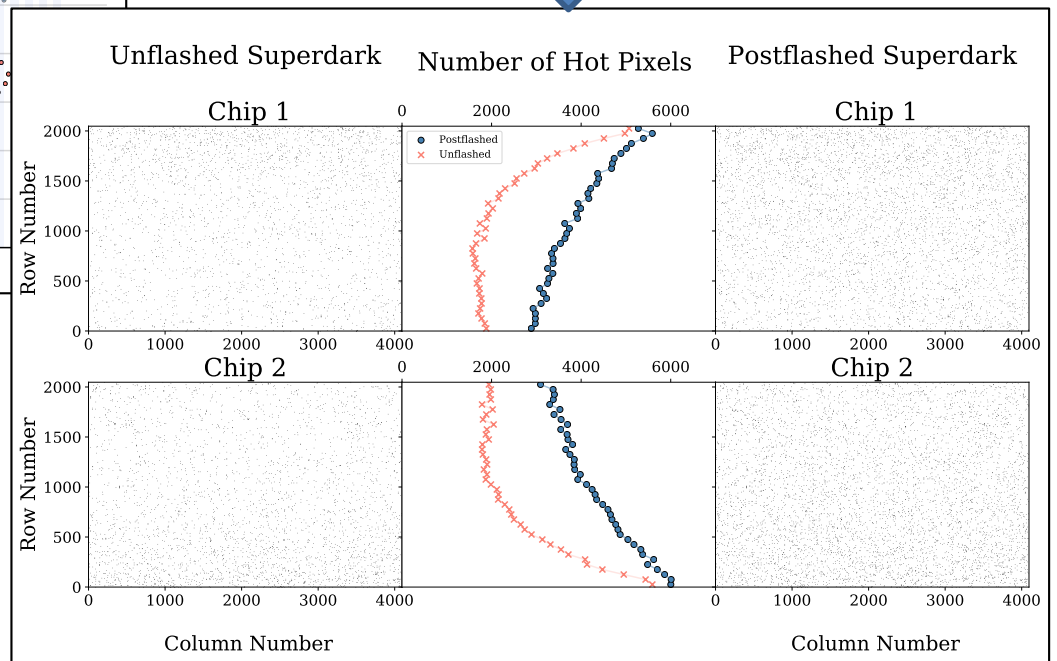 Unflashed Superdark
Number of Hot Pixels
Postflashed Superdark
Chip 1
0 2000 4000 6000
Chip 1
Postflashed
Unflashed
Row Number
2000
1500
1000
500
0
0 1000 2000 3000 4000
0 1000 2000 3000 4000
Chip 2
0 2000 4000 6000
Chip 2
Row Number
2000
1500
1000
500
0
0 1000 2000 3000 4000
0 1000 2000 3000 4000
Column Number
Column Number